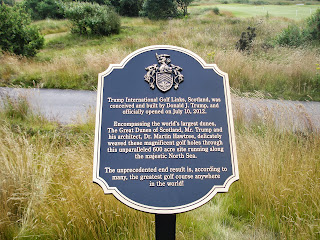 Trump International Golf Links, Scotland, was
conceived and built by Donald J. Trump, and
officially opened on July 10, 2012.
Encompassing the world's largest dunes,
The Great Dunes of Scotland, Mr. Trump and
his architect, Dr. Martin Hawtree, delicately
weaved these magnificent golf holes through
this unparalleled 600 acre site running along
the majestic North Sea.
The unprecedented end result is, according to
many, the greatest golf course anywhere
in the world!